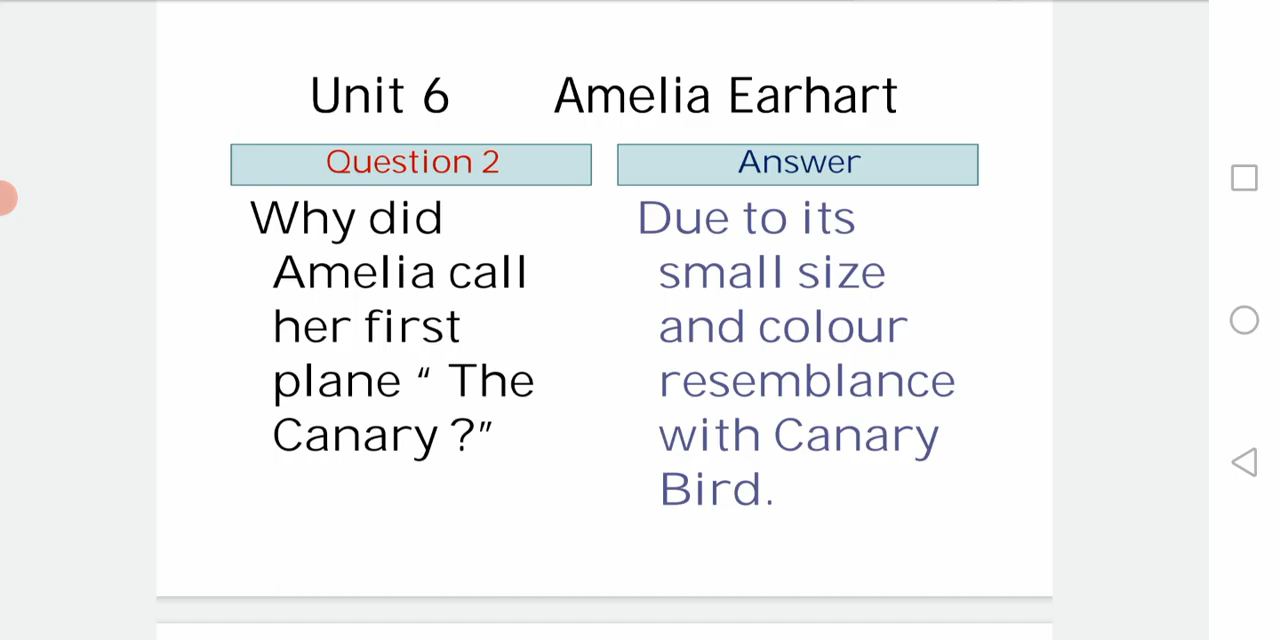 Unit 6 Amelia Earhart
Question 2
Why did
Amelia call
her first
plane “ The
Canary ?”
Answer
Due to its
small size
and colour
resemblance
with Canary
Bird.